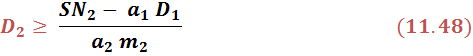 D₂ ≥ (SN₂ − a₁ D₁) / (a₂ m₂) (11.48)